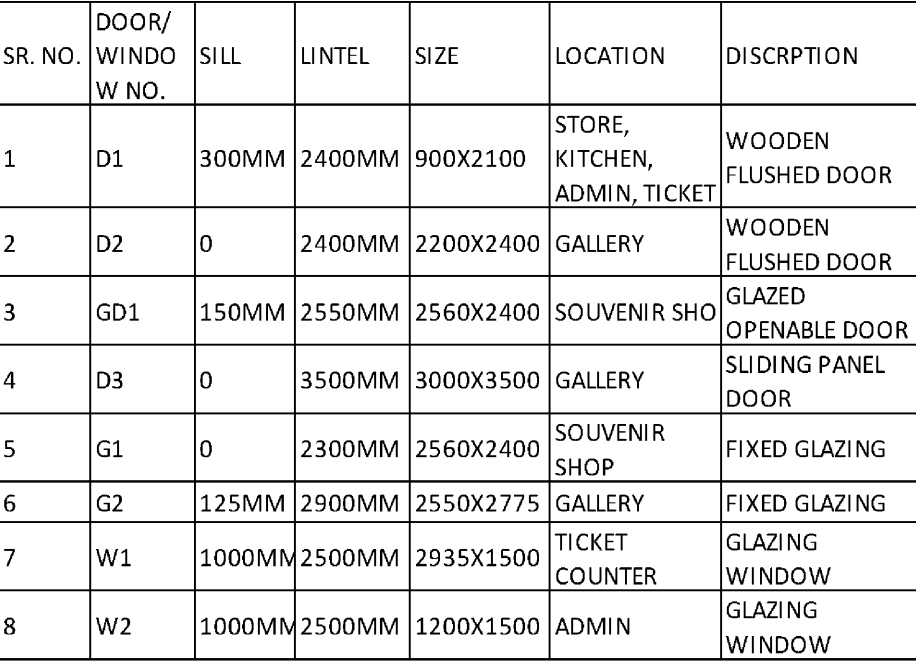 SR. NO. DOOR/ WINDO W NO. SILL LINTEL SIZE LOCATION DISCRPTION
1 D1 300MM 2400MM 900X2100 STORE, KITCHEN, ADMIN, TICKET WOODEN FLUSHED DOOR
2 D2 0 2400MM 2200X2400 GALLERY WOODEN FLUSHED DOOR
3 GD1 150MM 2550MM 2560X2400 SOUVENIR SHO GLAZED OPENABLE DOOR
4 D3 0 3500MM 3000X3500 GALLERY SLIDING PANEL DOOR
5 G1 0 2300MM 2560X2400 SOUVENIR SHOP FIXED GLAZING
6 G2 125MM 2900MM 2550X2775 GALLERY FIXED GLAZING
7 W1 1000MM 2500MM 2935X1500 TICKET COUNTER GLAZING WINDOW
8 W2 1000MM 2500MM 1200X1500 ADMIN GLAZING WINDOW